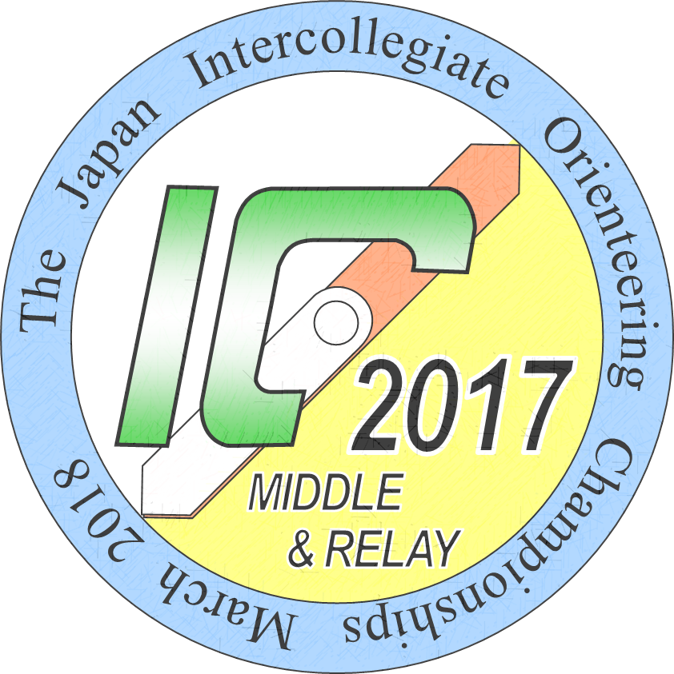 The Japan Intercollegiate Orienteering Championships March 2018
IC
2017
MIDDLE
& RELAY